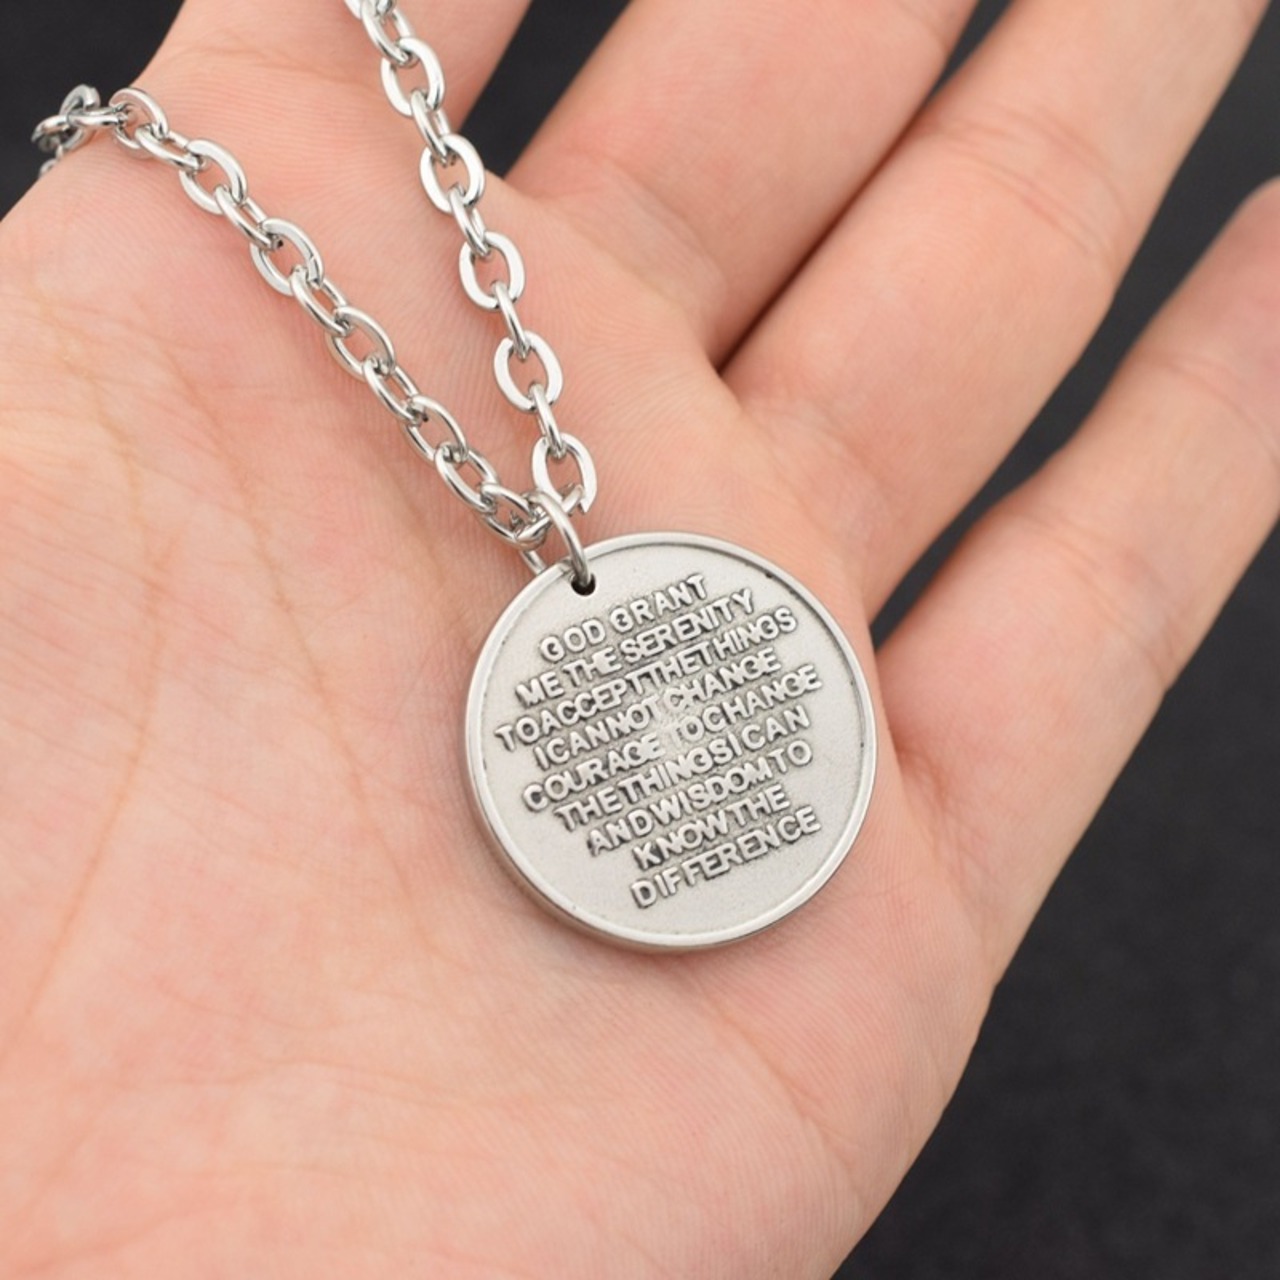 GOD GRANT
ME THE SERENITY
TO ACCEPT THE THINGS
I CANNOT CHANGE
COURAGE TO CHANGE
THE THINGS I CAN
AND WISDOM TO
KNOW THE
DIFFERENCE